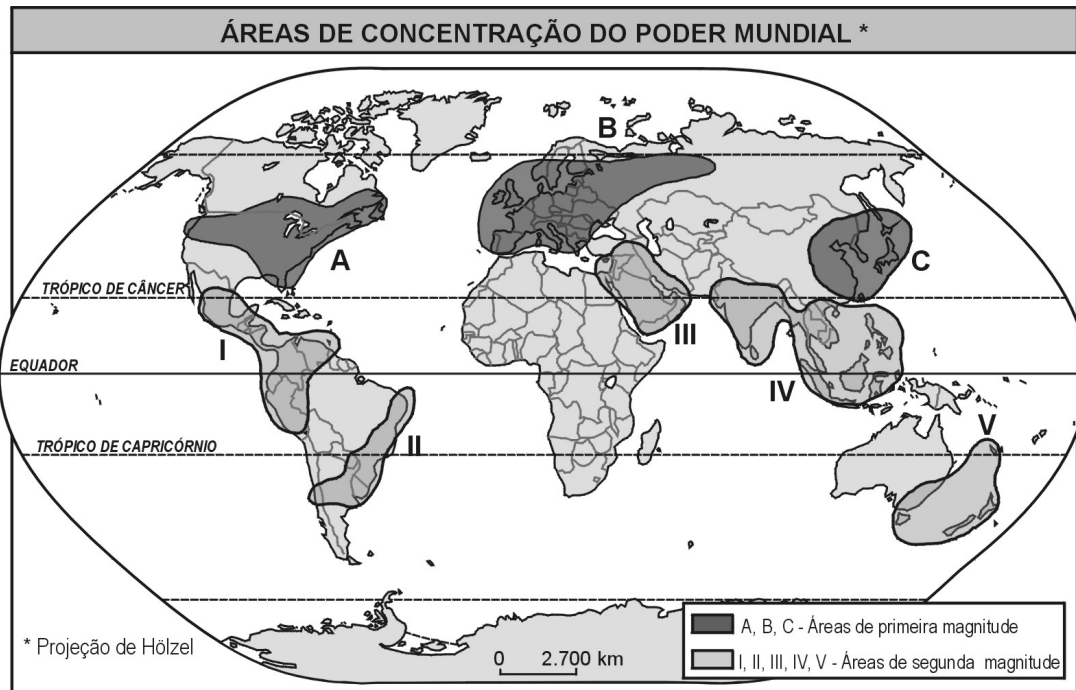 ÁREAS DE CONCENTRAÇÃO DO PODER MUNDIAL *
B
A
C
TRÓPICO DE CÂNCER
III
I
EQUADOR
IV
II
V
TRÓPICO DE CAPRICÓRNIO
A, B, C - Áreas de primeira magnitude
* Projeção de Hölzel
0 2.700 km
I, II, III, IV, V - Áreas de segunda magnitude